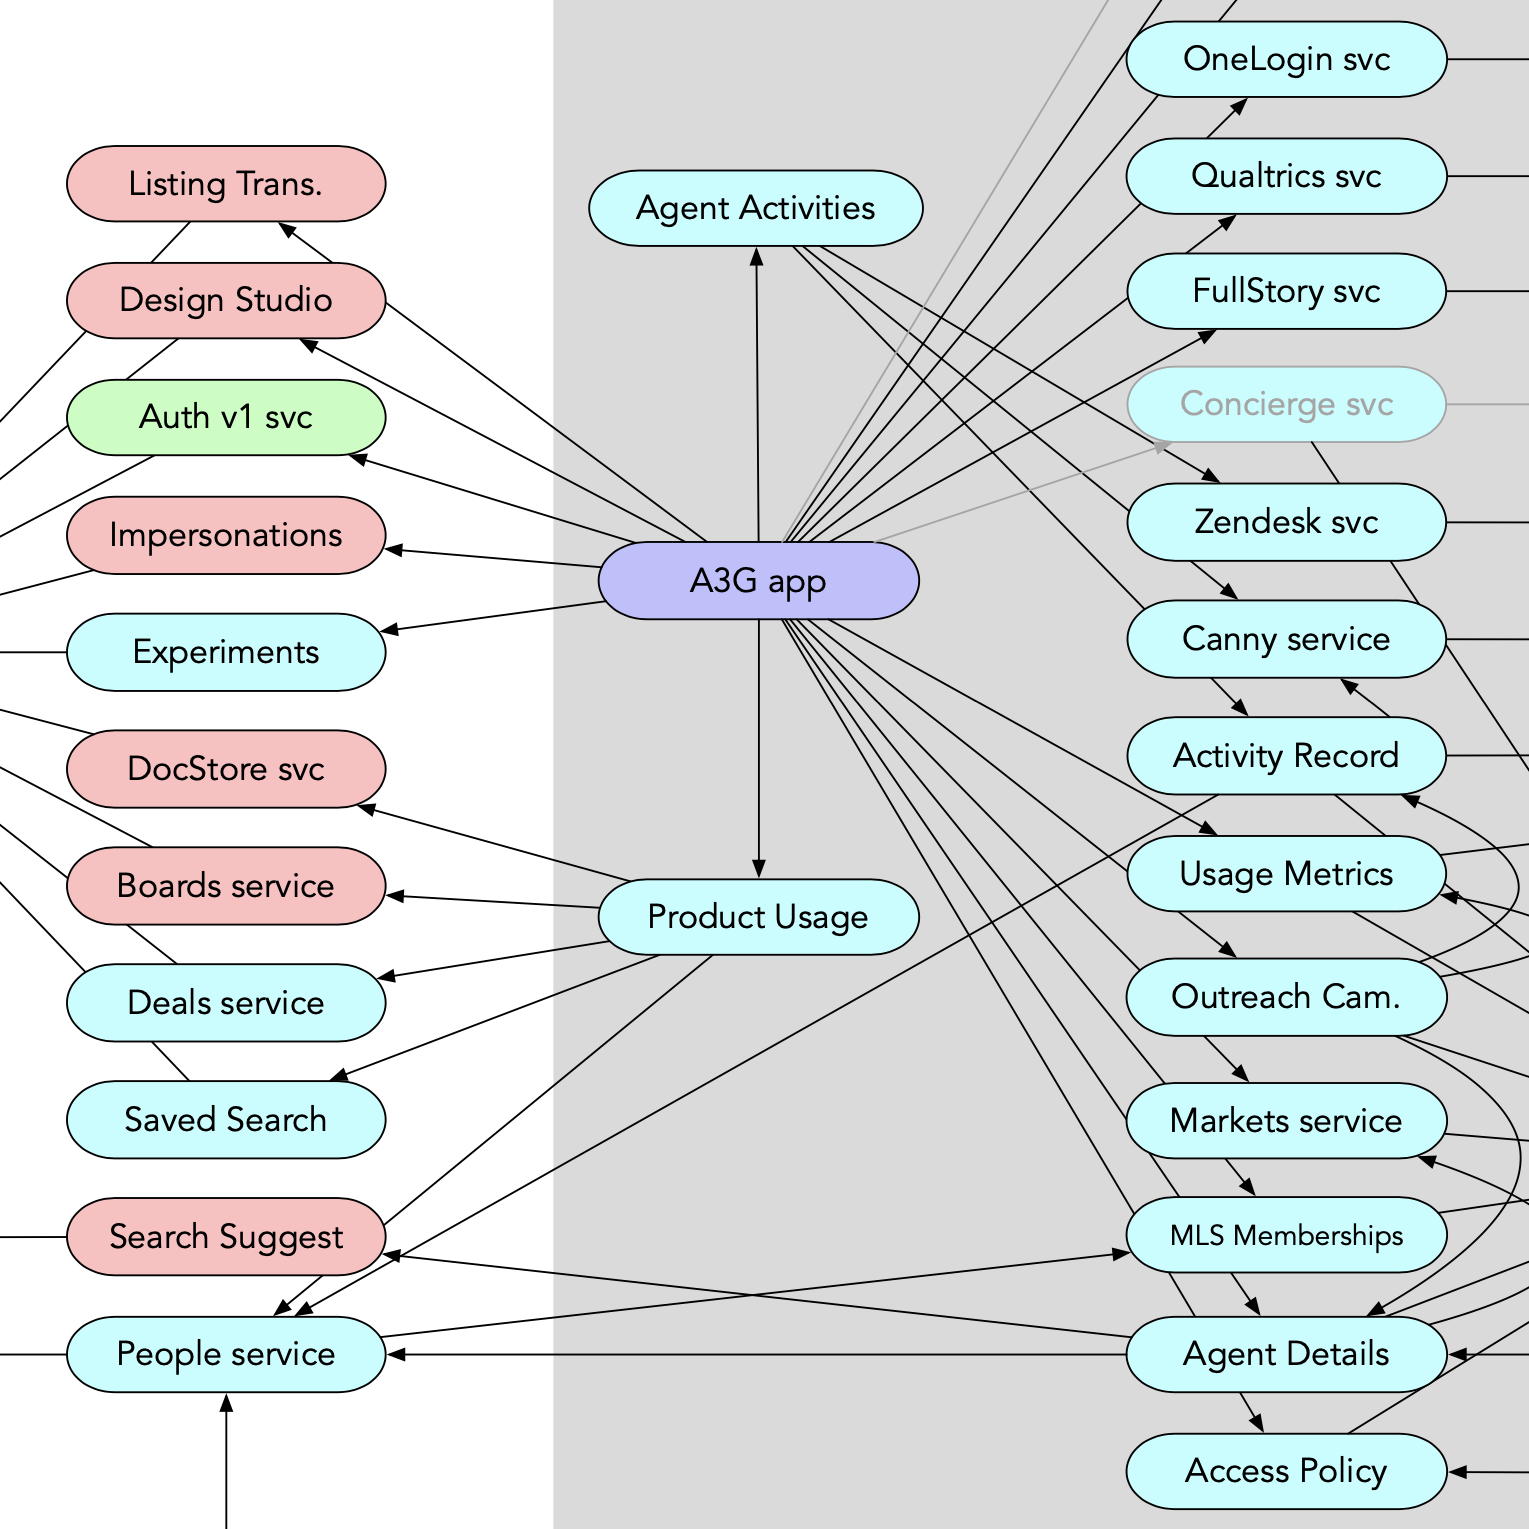 Listing Trans.
Design Studio
Auth v1 svc
Impersonations
Experiments
DocStore svc
Boards service
Deals service
Saved Search
Search Suggest
People service
Agent Activities
A3G app
Product Usage
OneLogin svc
Qualtrics svc
FullStory svc
Concierge svc
Zendesk svc
Canny service
Activity Record
Usage Metrics
Outreach Cam.
Markets service
MLS Memberships
Agent Details
Access Policy